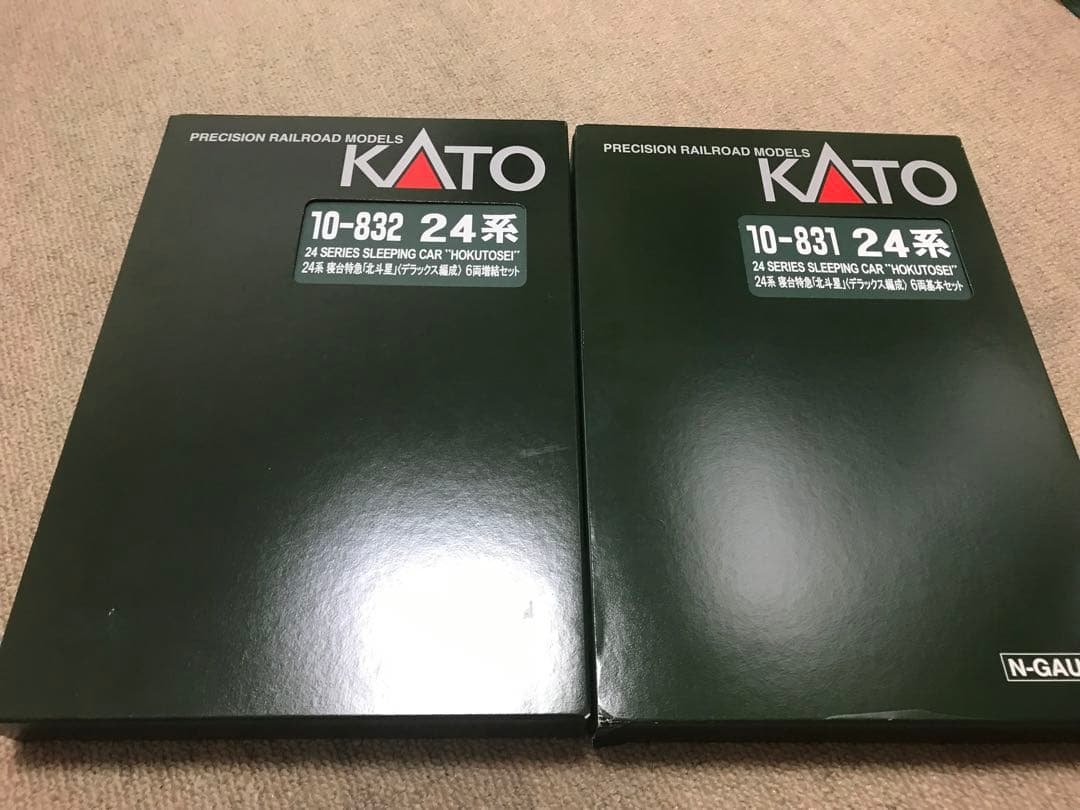 PRECISION RAILROAD MODELS
KATO
10-832 24系
24 SERIES SLEEPING CAR "HOKUTOSEI"
24系 寝台特急「北斗星」〈デラックス編成〉 6両増結セット
PRECISION RAILROAD MODELS
KATO
10-831 24系
24 SERIES SLEEPING CAR "HOKUTOSEI"
24系 寝台特急「北斗星」〈デラックス編成〉 6両基本セット
N-GAU